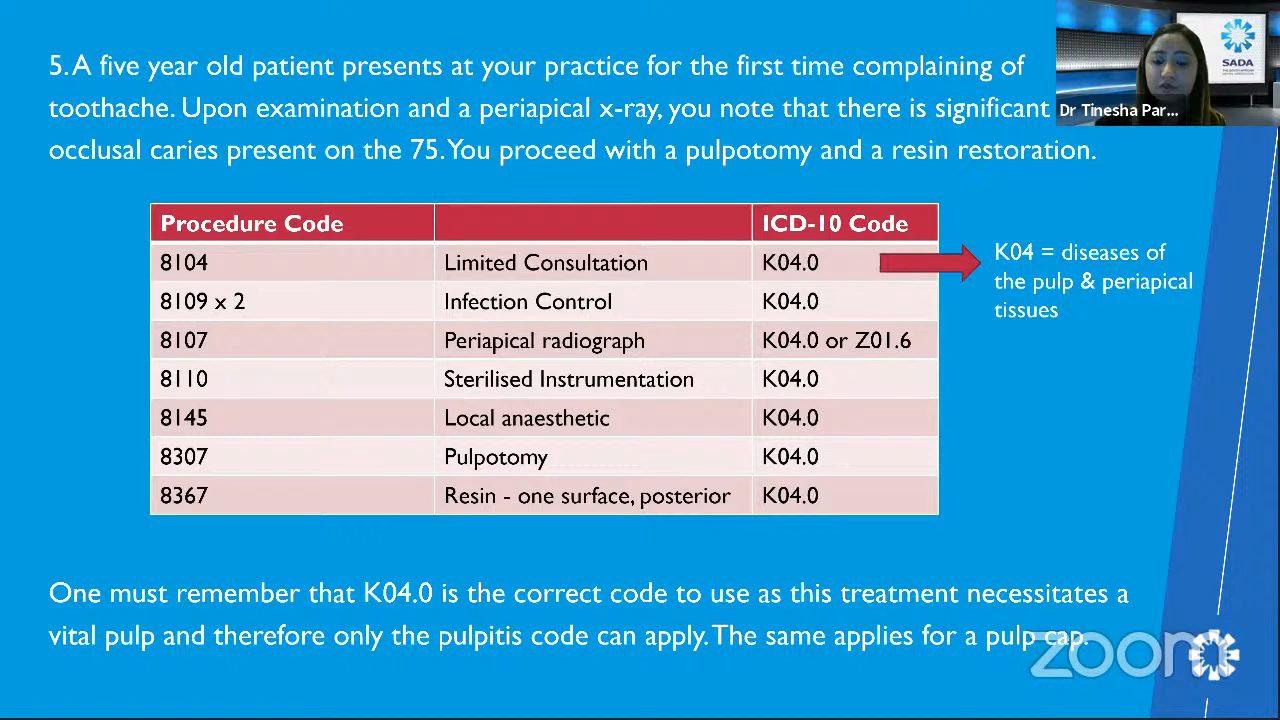 5. A five year old patient presents at your practice for the first time complaining of
toothache. Upon examination and a periapical x-ray, you note that there is significant
occlusal caries present on the 75. You proceed with a pulpotomy and a resin restoration.
SADA
Dr Tinesha Par...
Procedure Code ICD-10 Code
8104 Limited Consultation K04.0
8109 x 2 Infection Control K04.0
8107 Periapical radiograph K04.0 or Z01.6
8110 Sterilised Instrumentation K04.0
8145 Local anaesthetic K04.0
8307 Pulpotomy K04.0
8367 Resin - one surface, posterior K04.0
K04 = diseases of
the pulp & periapical
tissues
One must remember that K04.0 is the correct code to use as this treatment necessitates a
vital pulp and therefore only the pulpitis code can apply. The same applies for a pulp cap.
zoom